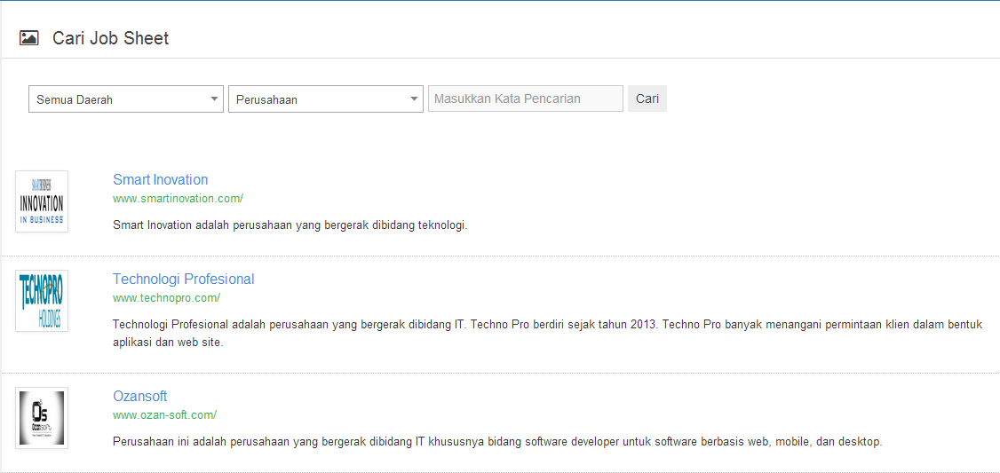 Cari Job Sheet
Semua Daerah Perusahaan Masukkan Kata Pencarian Cari
SMARTBUSINESS
INNOVATION
IN BUSINESS
Smart Inovation
www.smartinovation.com/
Smart Inovation adalah perusahaan yang bergerak dibidang teknologi.
TECHNOPRO
HOLDINGS
Technologi Profesional
www.technopro.com/
Technologi Profesional adalah perusahaan yang bergerak dibidang IT. Techno Pro berdiri sejak tahun 2013. Techno Pro banyak menangani permintaan klien dalam bentuk
aplikasi dan web site.
Os
Ozansoft
Ozansoft
www.ozan-soft.com/
Perusahaan ini adalah perusahaan yang bergerak dibidang IT khususnya bidang software developer untuk software berbasis web, mobile, dan desktop.